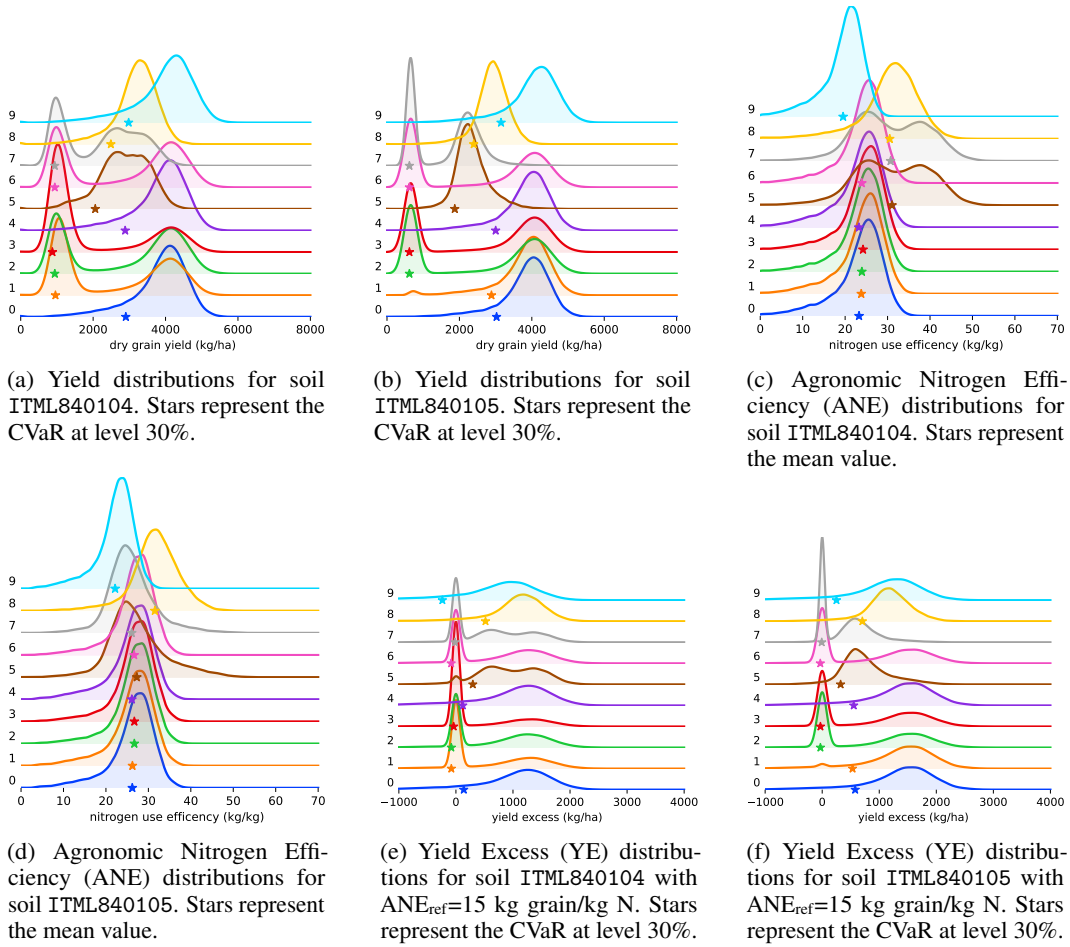 9
8
7
6
5
4
3
2
1
0
0 2000 4000 6000 8000
dry grain yield (kg/ha)
(a) Yield distributions for soil
ITML840104. Stars represent the
CVaR at level 30%.
9
8
7
6
5
4
3
2
1
0
0 2000 4000 6000 8000
dry grain yield (kg/ha)
(b) Yield distributions for soil
ITML840105. Stars represent the
CVaR at level 30%.
9
8
7
6
5
4
3
2
1
0
0 10 20 30 40 50 60 70
nitrogen use efficency (kg/kg)
(c) Agronomic Nitrogen Effi-
ciency (ANE) distributions for
soil ITML840104. Stars represent
the mean value.
9
8
7
6
5
4
3
2
1
0
0 10 20 30 40 50 60 70
nitrogen use efficency (kg/kg)
(d) Agronomic Nitrogen Effi-
ciency (ANE) distributions for
soil ITML840105. Stars represent
the mean value.
9
8
7
6
5
4
3
2
1
0
−1000 0 1000 2000 3000 4000
yield excess (kg/ha)
(e) Yield Excess (YE) distribu-
tions for soil ITML840104 with
ANEref=15 kg grain/kg N. Stars
represent the CVaR at level 30%.
9
8
7
6
5
4
3
2
1
0
−1000 0 1000 2000 3000 4000
yield excess (kg/ha)
(f) Yield Excess (YE) distribu-
tions for soil ITML840105 with
ANEref=15 kg grain/kg N. Stars
represent the CVaR at level 30%.